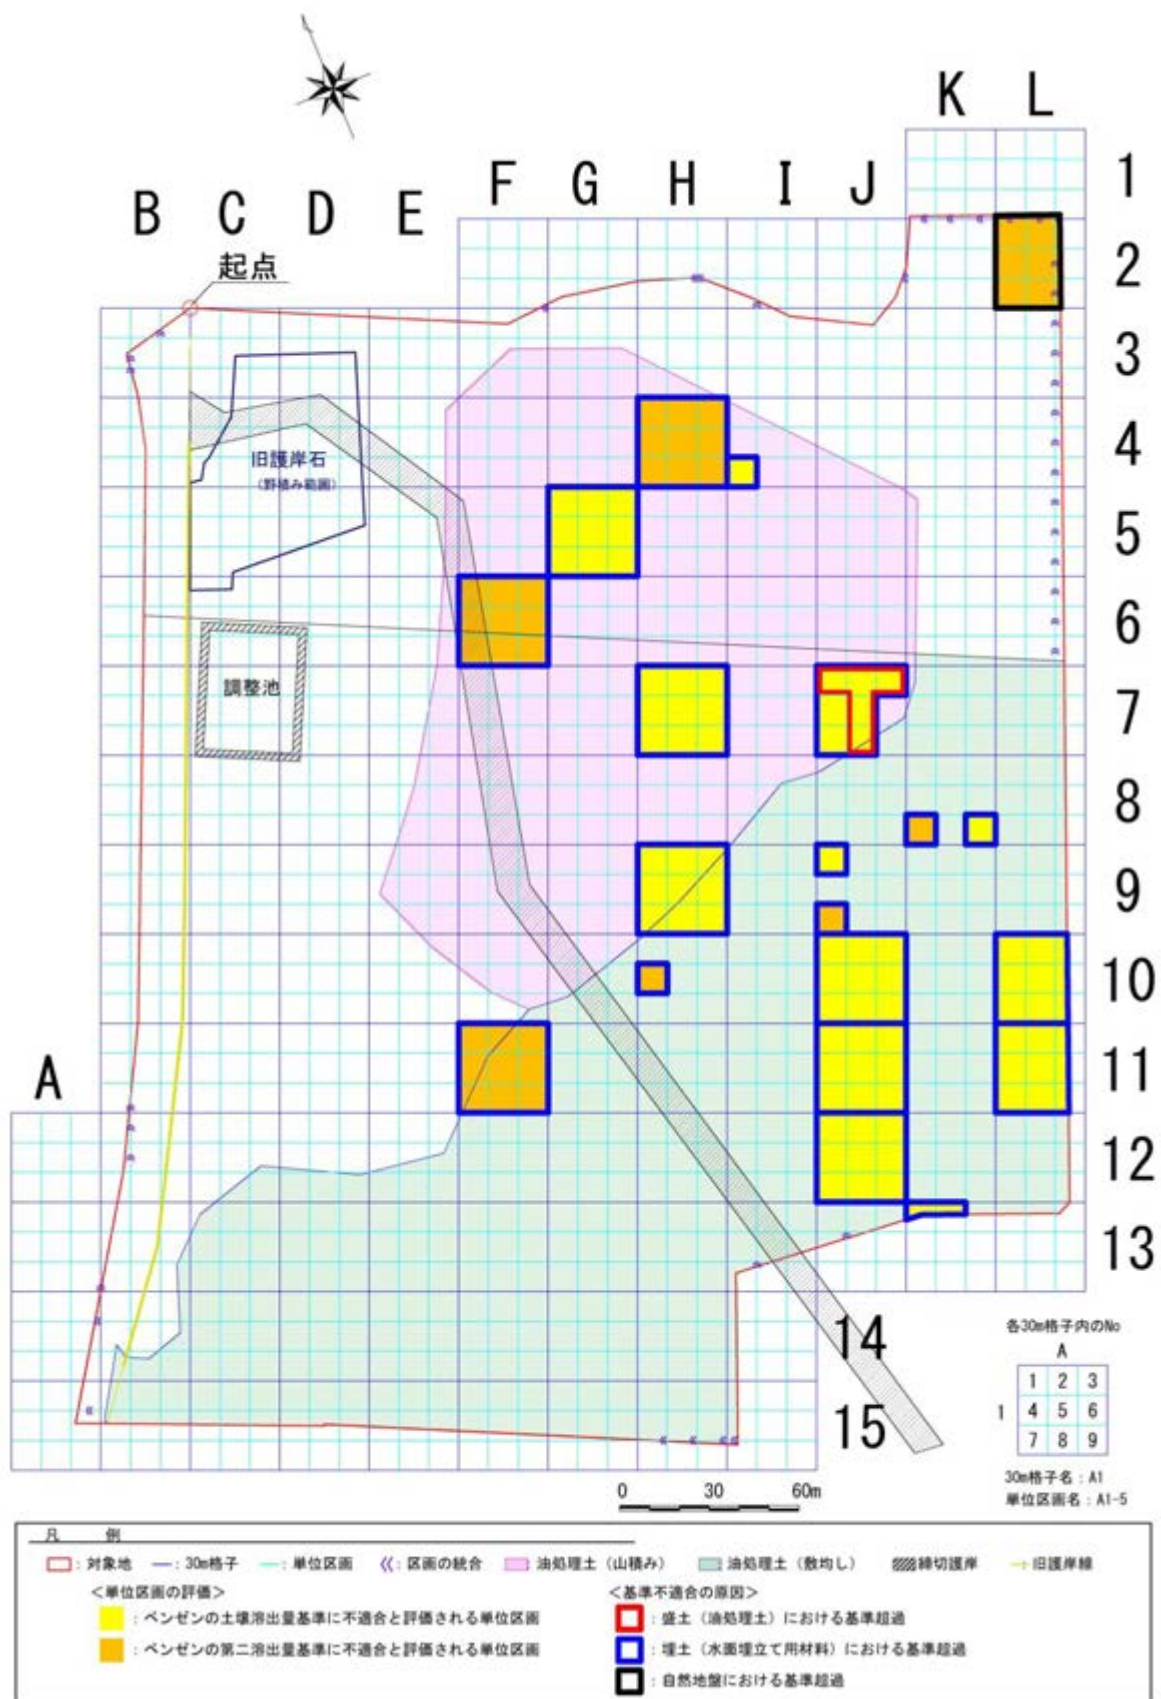 K L
1
F G H I J
B C D E
2
起点
3
4
旧護岸石
(野積み範囲)
5
6
調整池
7
8
9
10
A
11
12
13
14
15
各30m格子内のNo
A
1 2 3
1 4 5 6
7 8 9
30m格子名:A1
単位区画名:A1-5
0 30 60m
凡 例
:対象地 :30m格子 :単位区画 :区画の統合 油処理土(山積み) 油処理土(敷均し) 締切護岸 旧護岸線
<単位区画の評価> <基準不適合の原因>
:ベンゼンの土壌溶出量基準に不適合と評価される単位区画 :盛土(油処理土)における基準超過
:ベンゼンの第二溶出量基準に不適合と評価される単位区画 :埋土(水面埋立て用材料)における基準超過
:自然地盤における基準超過